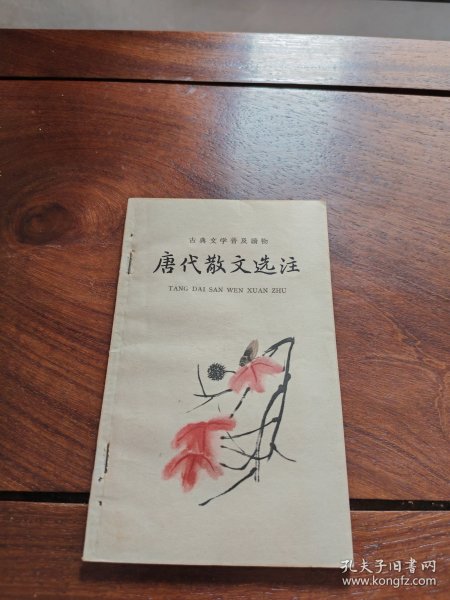 古典文学普及读物
唐代散文选注
TANG DAI SAN WEN XUAN ZHU
孔夫子旧书网
www.kongfz.com